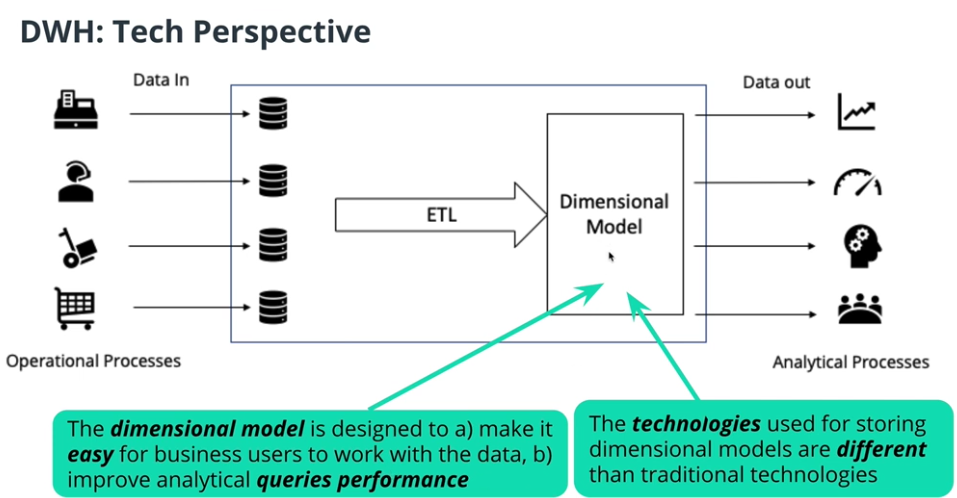 DWH: Tech Perspective
Data In
Data out
ETL
Dimensional
Model
Operational Processes
Analytical Processes
The dimensional model is designed to a) make it
easy for business users to work with the data, b)
improve analytical queries performance
The technologies used for storing
dimensional models are different
than traditional technologies